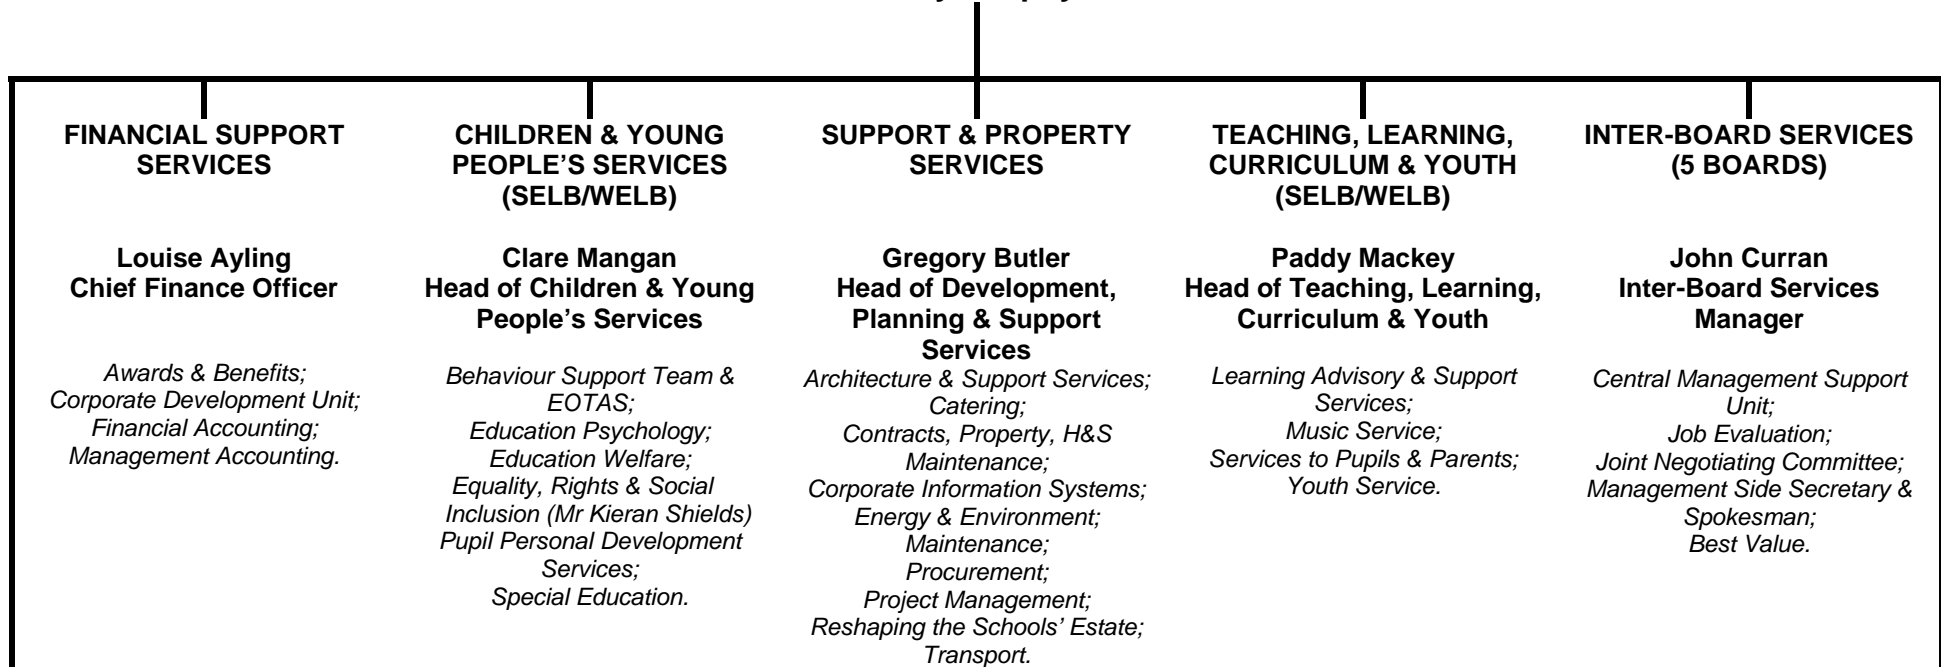 FINANCIAL SUPPORT
SERVICES
Louise Ayling
Chief Finance Officer
Awards & Benefits;
Corporate Development Unit;
Financial Accounting;
Management Accounting.
CHILDREN & YOUNG
PEOPLE’S SERVICES
(SELB/WELB)
Clare Mangan
Head of Children & Young
People’s Services
Behaviour Support Team &
EOTAS;
Education Psychology;
Education Welfare;
Equality, Rights & Social
Inclusion (Mr Kieran Shields)
Pupil Personal Development
Services;
Special Education.
SUPPORT & PROPERTY
SERVICES
Gregory Butler
Head of Development,
Planning & Support
Services
Architecture & Support Services;
Catering;
Contracts, Property, H&S
Maintenance;
Corporate Information Systems;
Energy & Environment;
Maintenance;
Procurement;
Project Management;
Reshaping the Schools’ Estate;
Transport.
TEACHING, LEARNING,
CURRICULUM & YOUTH
(SELB/WELB)
Paddy Mackey
Head of Teaching, Learning,
Curriculum & Youth
Learning Advisory & Support
Services;
Music Service;
Services to Pupils & Parents;
Youth Service.
INTER-BOARD SERVICES
(5 BOARDS)
John Curran
Inter-Board Services
Manager
Central Management Support
Unit;
Job Evaluation;
Joint Negotiating Committee;
Management Side Secretary &
Spokesman;
Best Value.